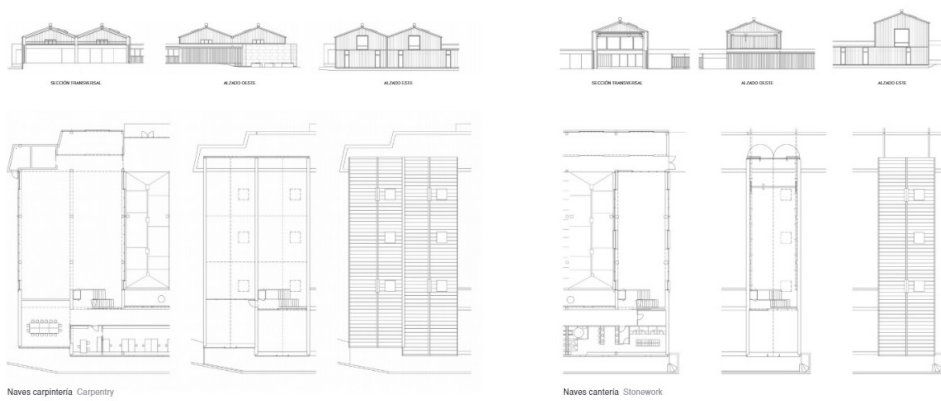 SECCIÓN TRANSVERSAL
ALZADO OESTE
ALZADO ESTE
SECCIÓN TRANSVERSAL
ALZADO OESTE
ALZADO ESTE
Naves carpintería Carpentry
Naves cantería Stonework